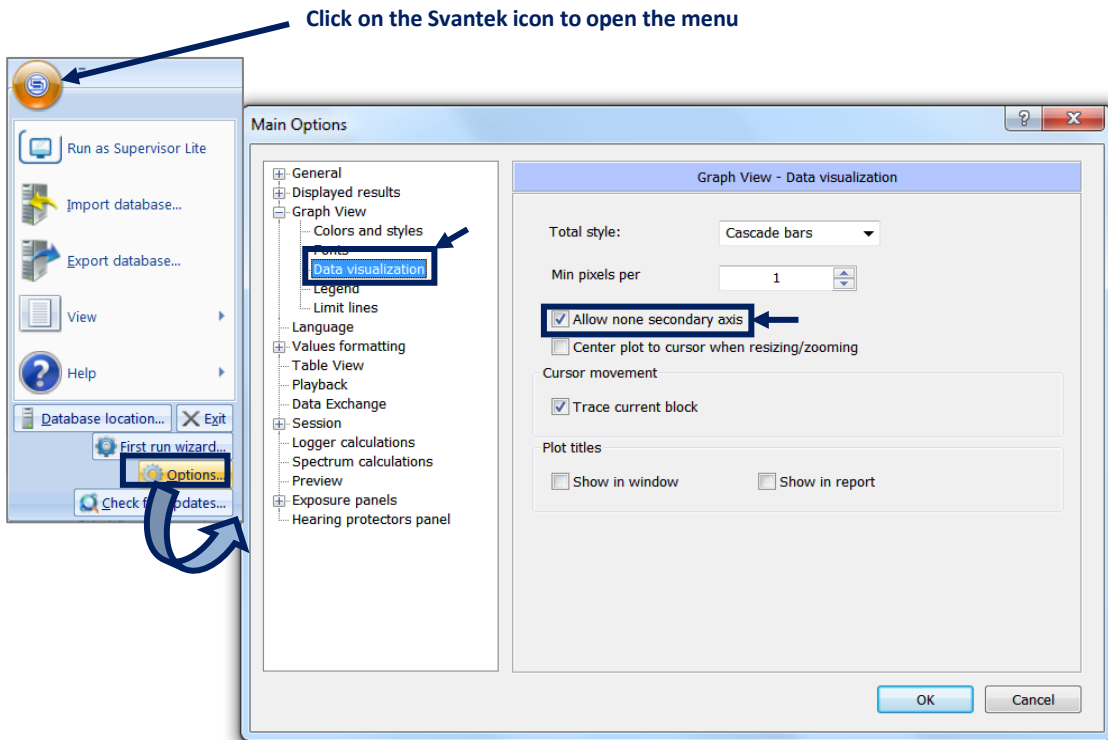 Click on the Svantek icon to open the menu
Run as Supervisor Lite
Import database...
Export database...
View
Help
Database location...
Exit
First run wizard...
Options...
Check f pdates...
Main Options
General
Displayed results
Graph View
Colors and styles
Fonts
Data visualization
Legend
Limit lines
Language
Values formatting
Table View
Playback
Data Exchange
Session
Logger calculations
Spectrum calculations
Preview
Exposure panels
Hearing protectors panel
Graph View - Data visualization
Total style: Cascade bars
Min pixels per 1
Allow none secondary axis
Center plot to cursor when resizing/zooming
Cursor movement
Trace current block
Plot titles
Show in window Show in report
OK Cancel